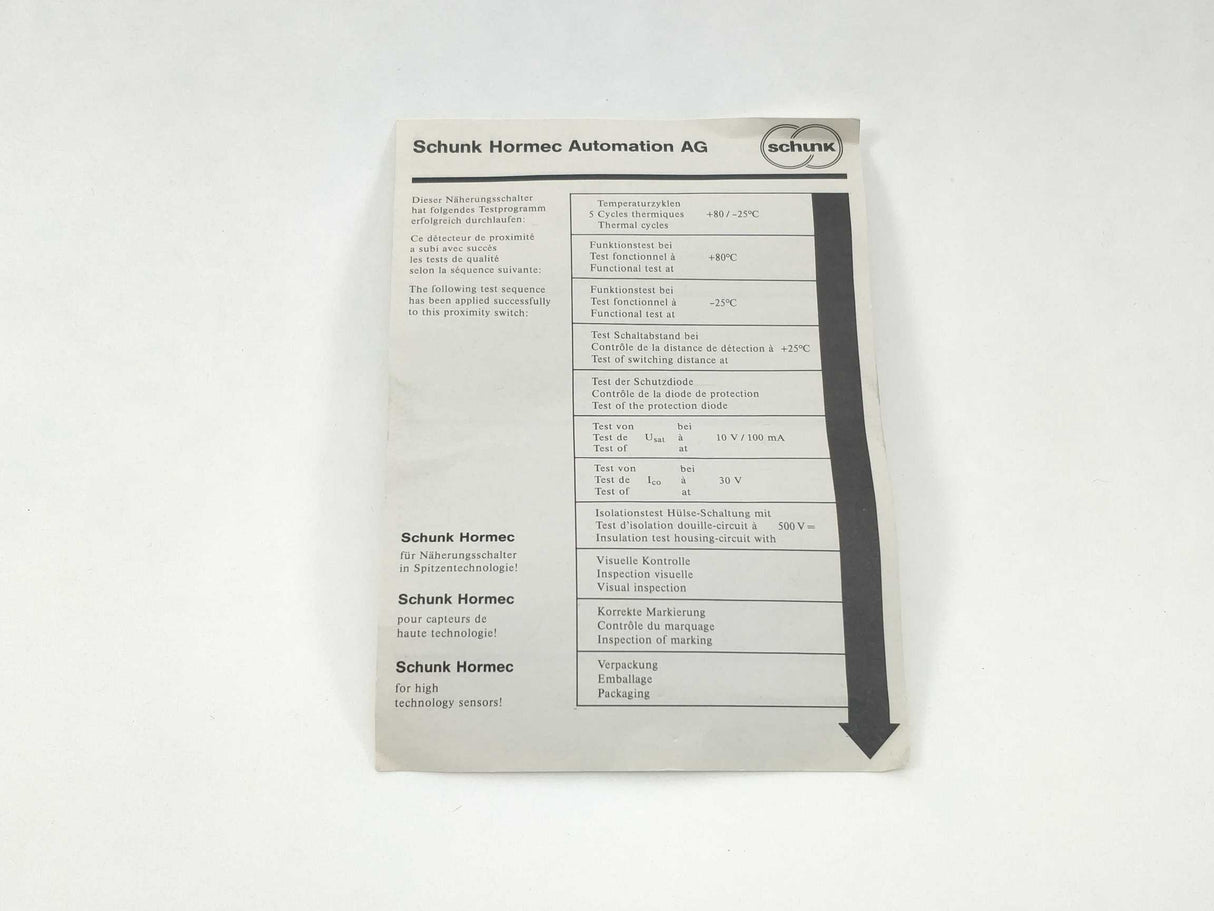 Schunk Hormec Automation AG
schunk
Dieser Näherungsschalter
hat folgendes Testprogramm
erfolgreich durchlaufen:
Ce détecteur de proximité
a subi avec succès
les tests de qualité
selon la séquence suivante:
The following test sequence
has been applied successfully
to this proximity switch:
Schunk Hormec
für Näherungsschalter
in Spitzentechnologie!
Schunk Hormec
pour capteurs de
haute technologie!
Schunk Hormec
for high
technology sensors!
Temperaturzyklen
5 Cycles thermiques +80 / -25°C
Thermal cycles
Funktionstest bei
Test fonctionnel à +80°C
Functional test at
Funktionstest bei
Test fonctionnel à -25°C
Functional test at
Test Schaltabstand bei
Contrôle de la distance de détection à +25°C
Test of switching distance at
Test der Schutzdiode
Contrôle de la diode de protection
Test of the protection diode
Test von bei
Test de Usat à 10 V / 100 mA
Test of at
Test von bei
Test de Ico à 30 V
Test of at
Isolationstest Hülse-Schaltung mit
Test d'isolation douille-circuit à 500 V=
Insulation test housing-circuit with
Visuelle Kontrolle
Inspection visuelle
Visual inspection
Korrekte Markierung
Contrôle du marquage
Inspection of marking
Verpackung
Emballage
Packaging